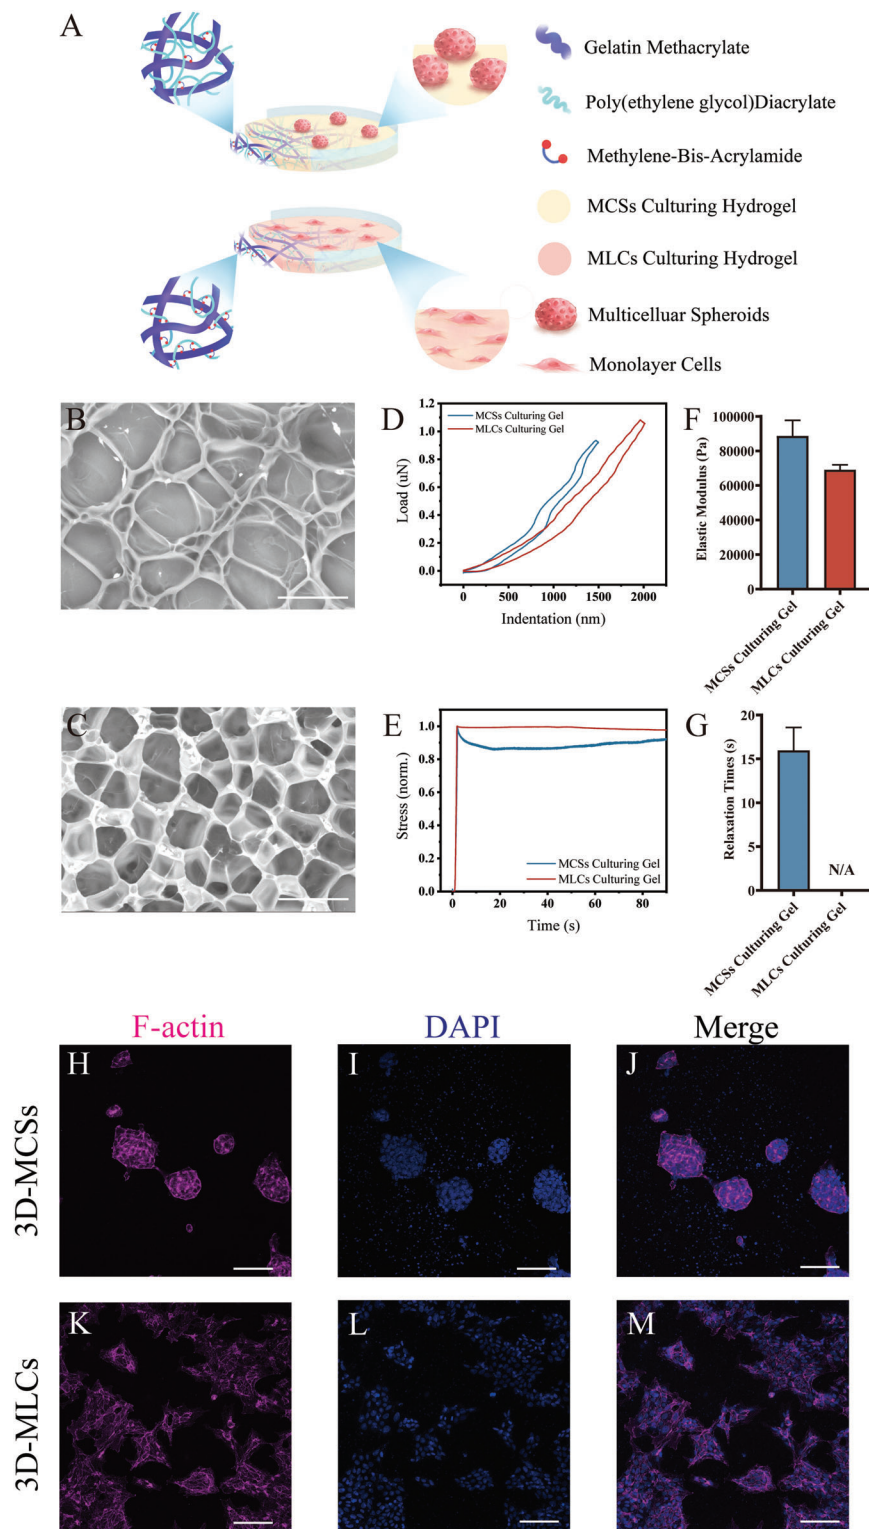 A
Gelatin Methacrylate
Poly(ethylene glycol)Diacrylate
Methylene-Bis-Acrylamide
MCSs Culturing Hydrogel
MLCs Culturing Hydrogel
Multicelluar Spheroids
Monolayer Cells
B
D
1.2
1.0
0.8
0.6
0.4
0.2
0.0
Load (uN)
MCSs Culturing Gel
MLCs Culturing Gel
0
500
1000
1500
2000
Indentation (nm)
F
100000
80000
60000
40000
20000
0
Elastic Modulus (Pa)
MCSs Culturing Gel
MLCs Culturing Gel
C
E
1.0
0.8
0.6
0.4
0.2
0.0
Stress (norm.)
MCSs Culturing Gel
MLCs Culturing Gel
0
20
40
60
80
Time (s)
G
20
15
10
5
0
Relaxation Times (s)
N/A
MCSs Culturing Gel
MLCs Culturing Gel
F-actin
DAPI
Merge
3D-MCSs
H
I
J
3D-MLCs
K
L
M